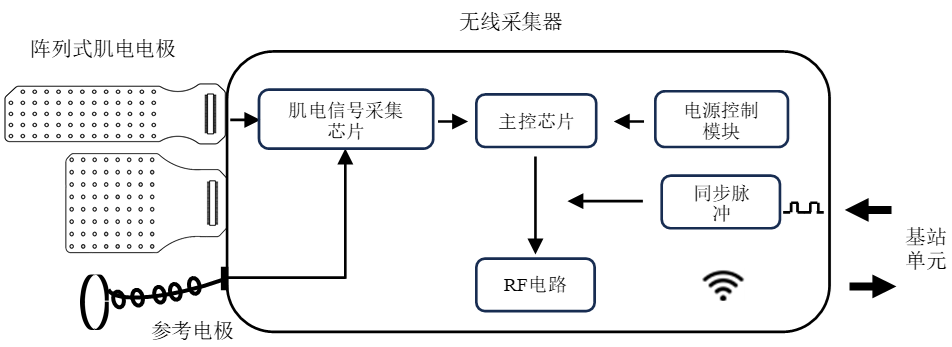 无线采集器
阵列式肌电电极
肌电信号采集
芯片
主控芯片
电源控制
模块
同步脉
冲
基站
单元
RF电路
参考电极